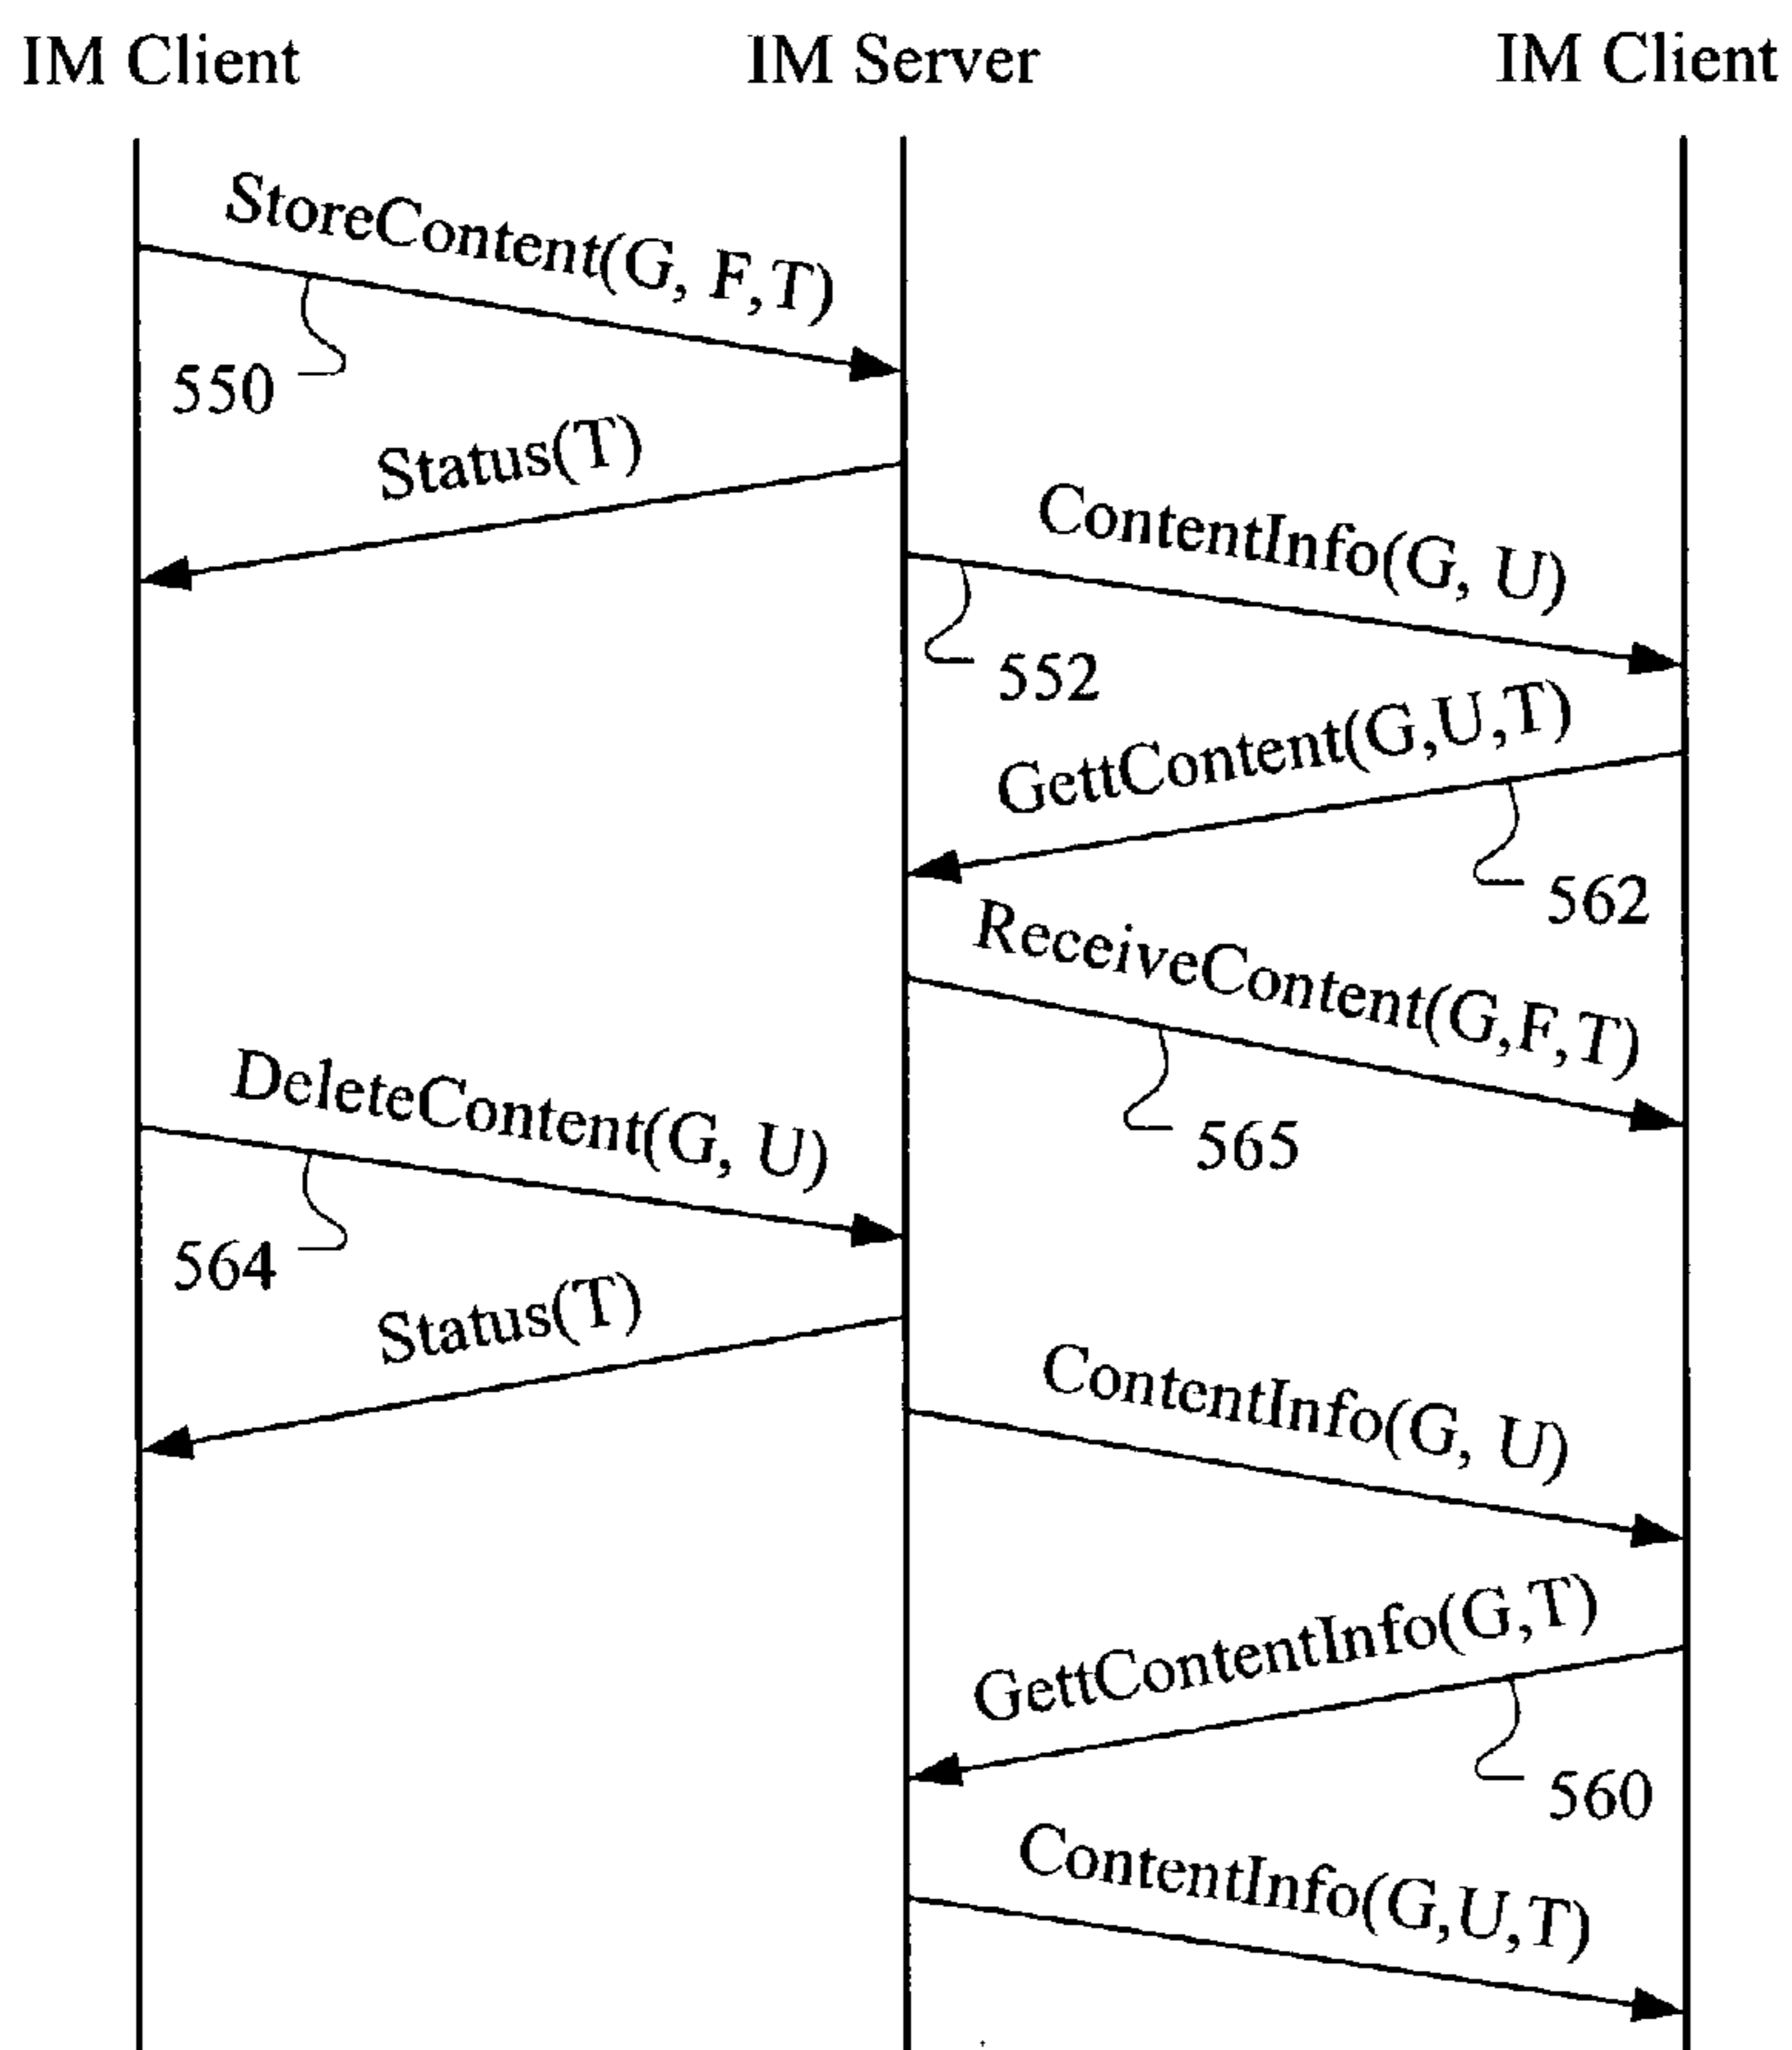 IM Client
IM Server
IM Client
StoreContent(G, F,T)
550
Status(T)
ContentInfo(G, U)
552
GettContent(G,U,T)
562
ReceiveContent(G,F,T)
565
DeleteContent(G, U)
564
Status(T)
ContentInfo(G, U)
GettContentInfo(G,T)
560
ContentInfo(G,U,T)